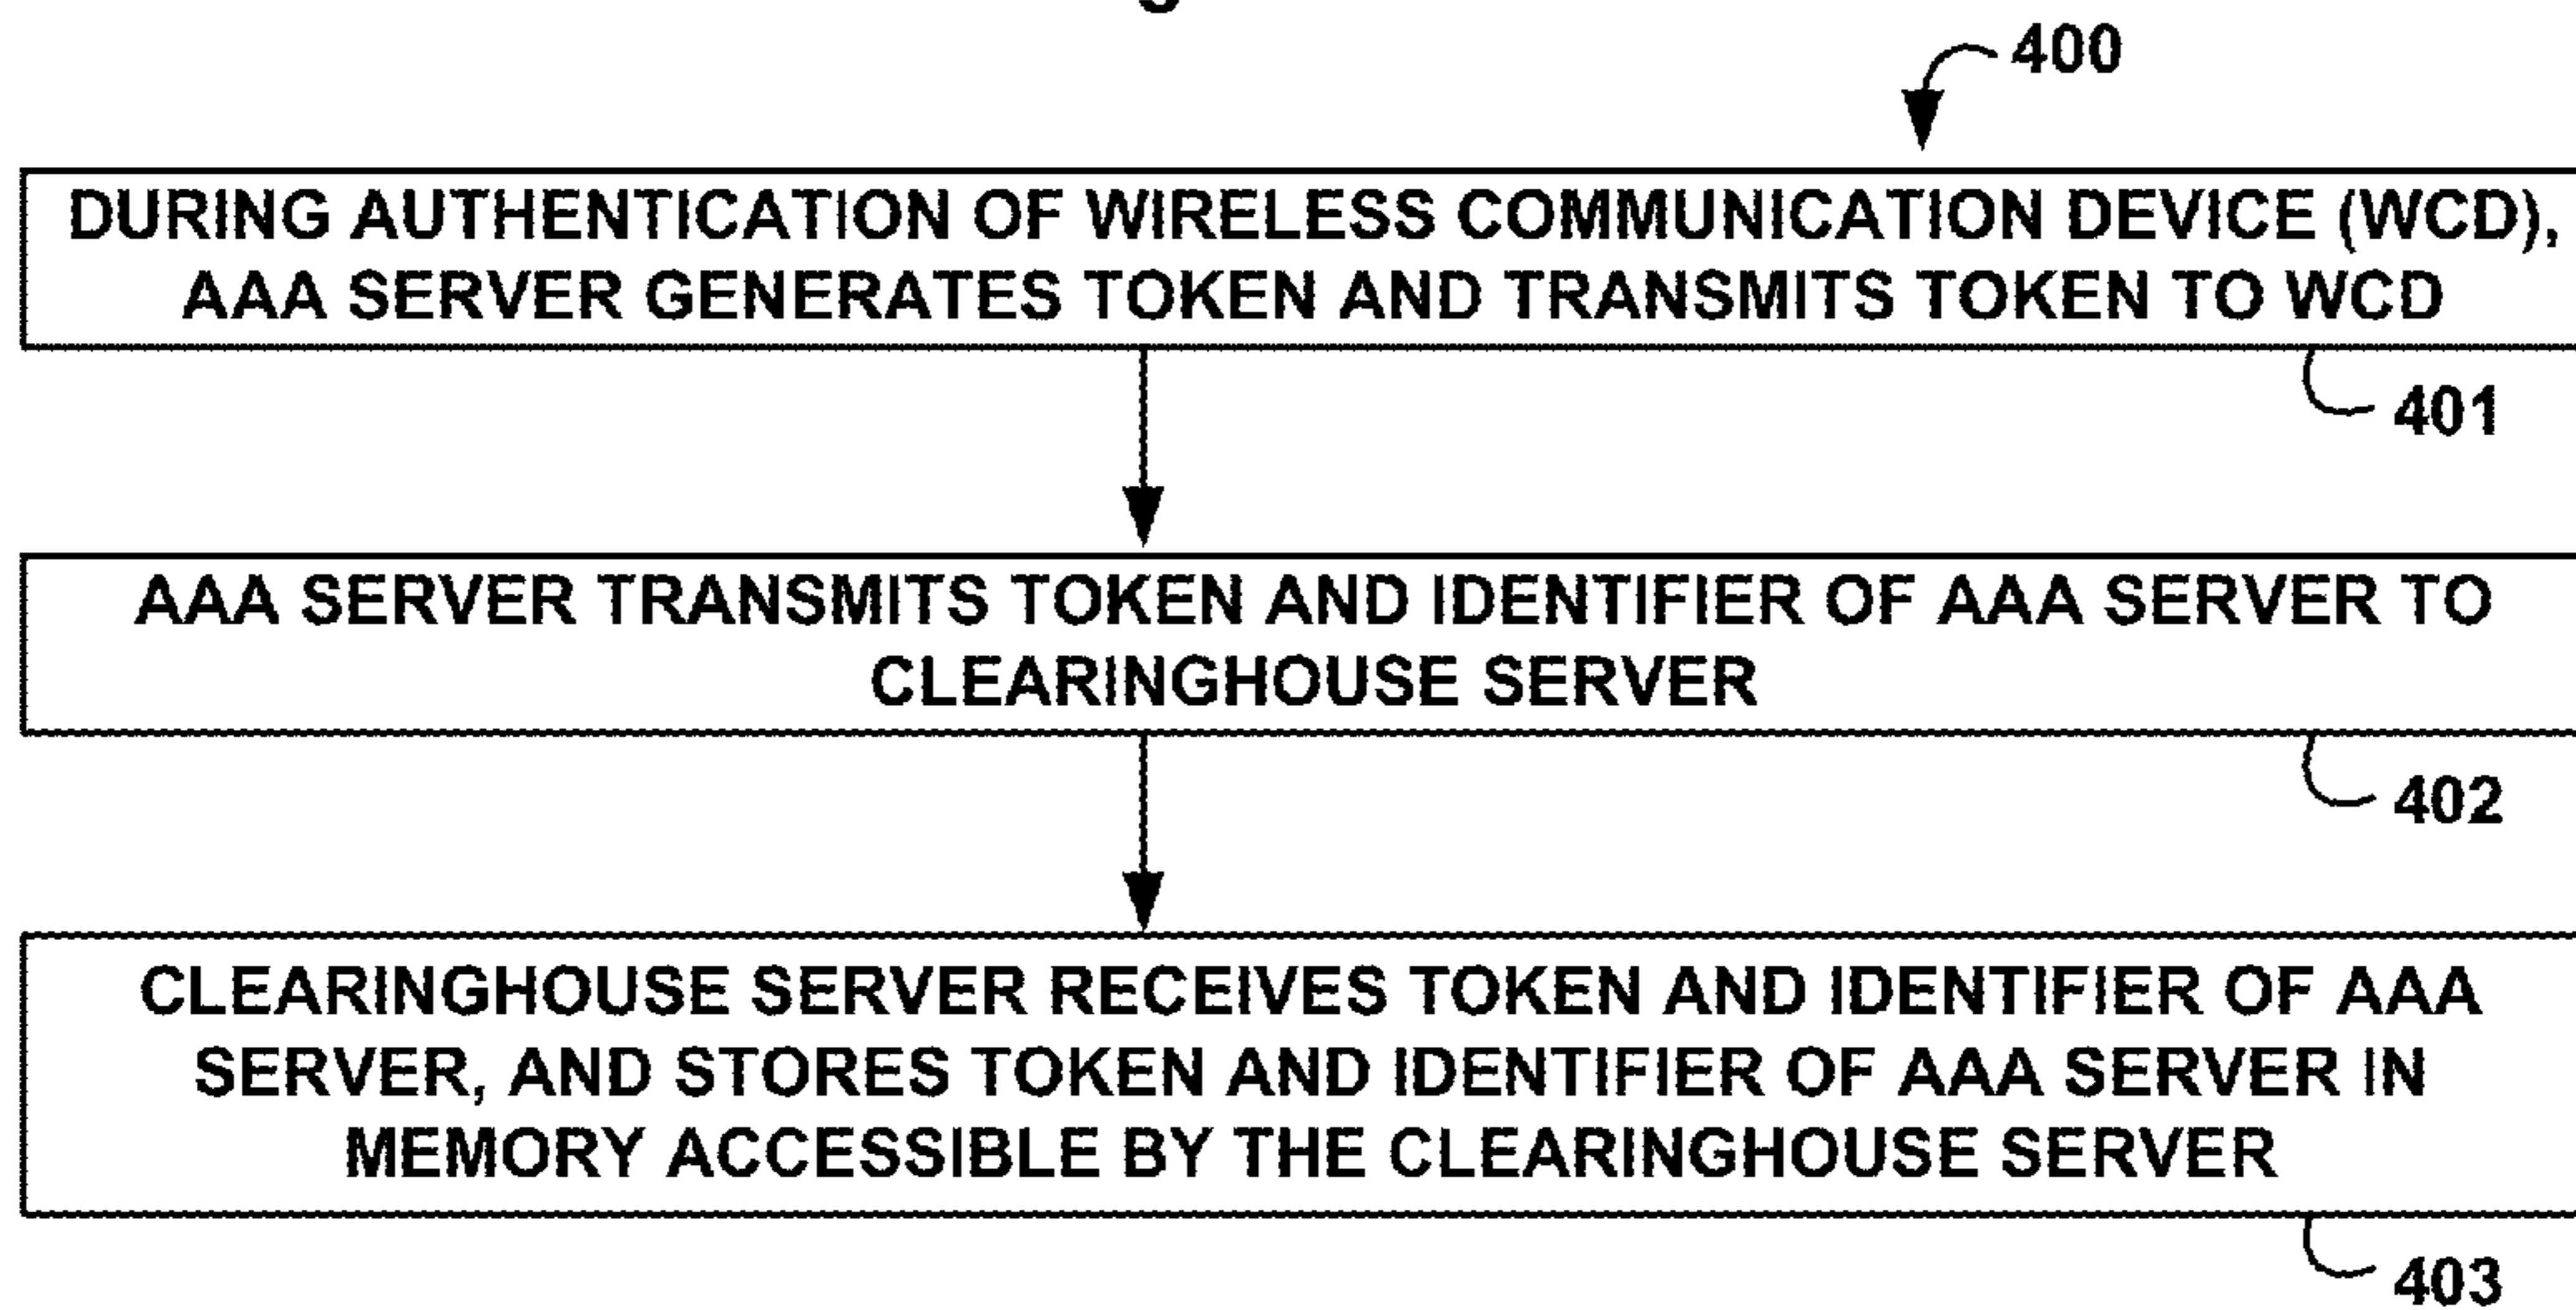 400
DURING AUTHENTICATION OF WIRELESS COMMUNICATION DEVICE (WCD),
AAA SERVER GENERATES TOKEN AND TRANSMITS TOKEN TO WCD
401
AAA SERVER TRANSMITS TOKEN AND IDENTIFIER OF AAA SERVER TO
CLEARINGHOUSE SERVER
402
CLEARINGHOUSE SERVER RECEIVES TOKEN AND IDENTIFIER OF AAA
SERVER, AND STORES TOKEN AND IDENTIFIER OF AAA SERVER IN
MEMORY ACCESSIBLE BY THE CLEARINGHOUSE SERVER
403